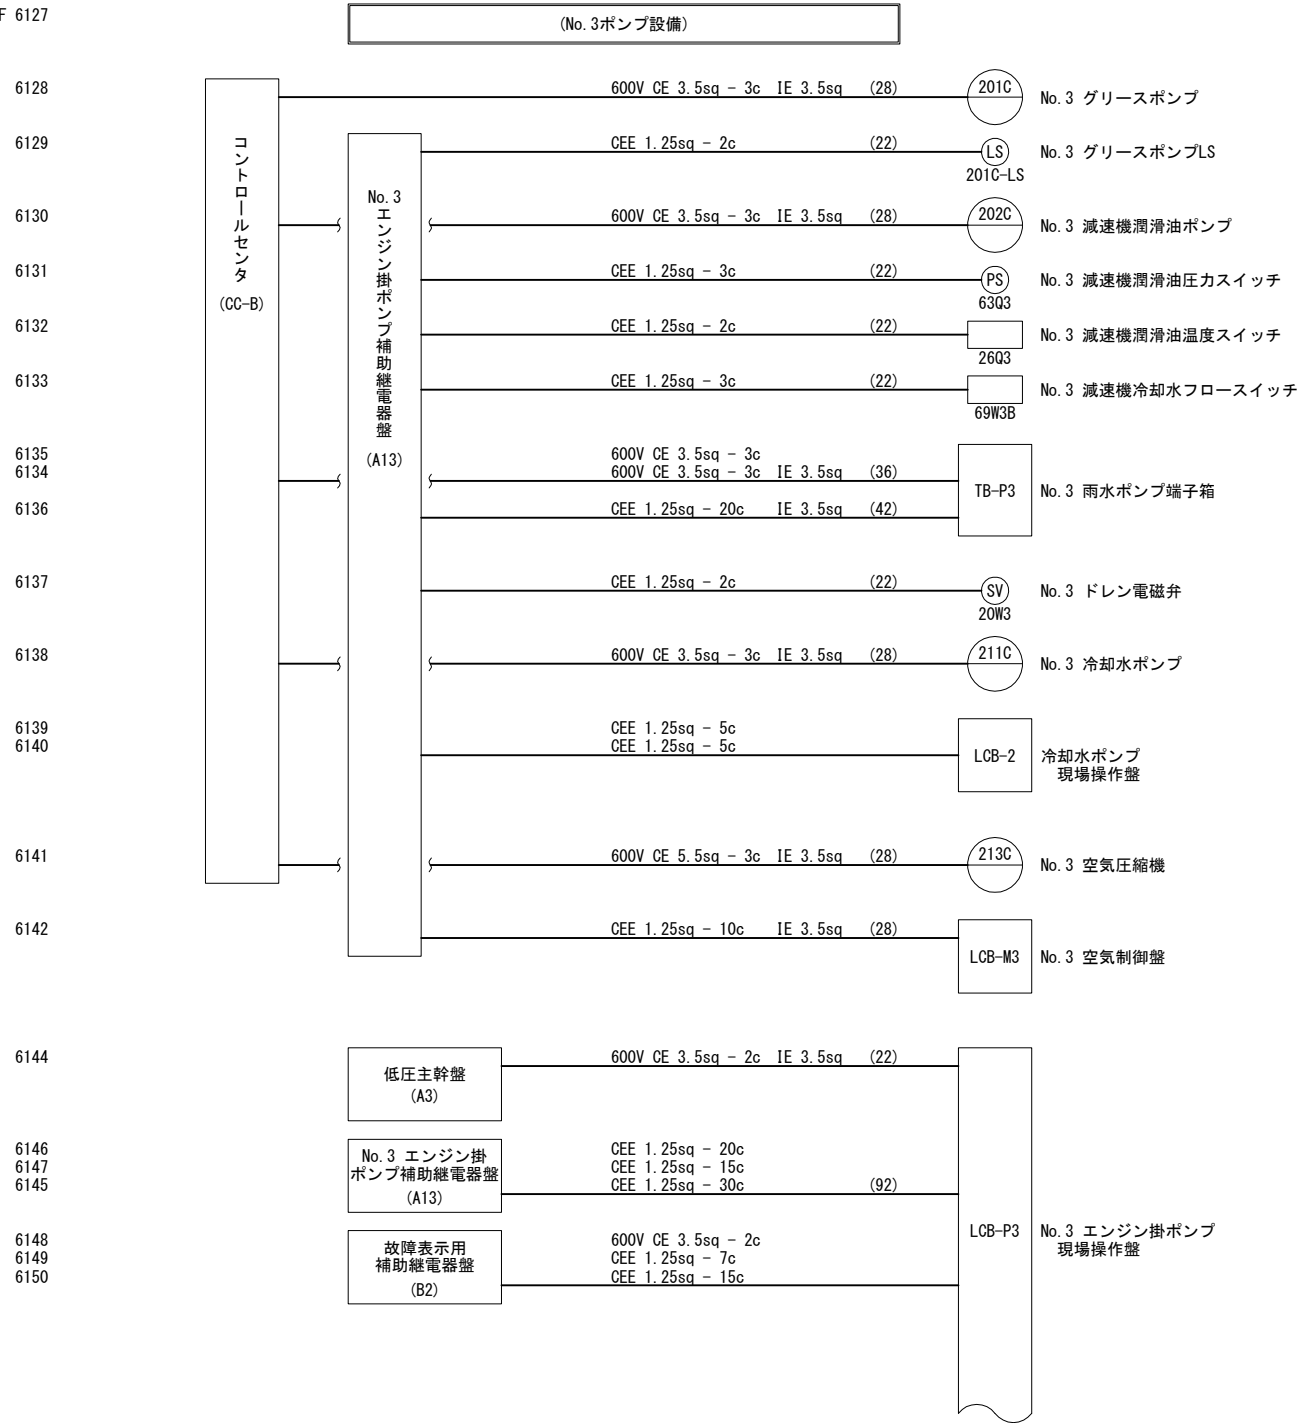 F 6127
(No.3ポンプ設備)
6128
600V CE 3.5sq - 3c IE 3.5sq (28)
201C
No.3 グリースポンプ
コントロールセンタ
(CC-B)
No.3
エンジン掛ポンプ補助継電器盤
(A13)
6129
CEE 1.25sq - 2c (22)
LS
201C-LS
No.3 グリースポンプLS
6130
600V CE 3.5sq - 3c IE 3.5sq (28)
202C
No.3 減速機潤滑油ポンプ
6131
CEE 1.25sq - 3c (22)
PS
63Q3
No.3 減速機潤滑油圧力スイッチ
6132
CEE 1.25sq - 2c (22)
26Q3
No.3 減速機潤滑油温度スイッチ
6133
CEE 1.25sq - 3c (22)
69W3B
No.3 減速機冷却水フロースイッチ
6135
600V CE 3.5sq - 3c
6134
600V CE 3.5sq - 3c IE 3.5sq (36)
TB-P3
No.3 雨水ポンプ端子箱
6136
CEE 1.25sq - 20c IE 3.5sq (42)
6137
CEE 1.25sq - 2c (22)
SV
20W3
No.3 ドレン電磁弁
6138
600V CE 3.5sq - 3c IE 3.5sq (28)
211C
No.3 冷却水ポンプ
6139
CEE 1.25sq - 5c
6140
CEE 1.25sq - 5c
LCB-2
冷却水ポンプ
現場操作盤
6141
600V CE 5.5sq - 3c IE 3.5sq (28)
213C
No.3 空気圧縮機
6142
CEE 1.25sq - 10c IE 3.5sq (28)
LCB-M3
No.3 空気制御盤
6144
低圧主幹盤
(A3)
600V CE 3.5sq - 2c IE 3.5sq (22)
6146
CEE 1.25sq - 20c
6147
CEE 1.25sq - 15c
6145
CEE 1.25sq - 30c (92)
No.3 エンジン掛
ポンプ補助継電器盤
(A13)
LCB-P3
No.3 エンジン掛ポンプ
現場操作盤
6148
600V CE 3.5sq - 2c
6149
CEE 1.25sq - 7c
6150
CEE 1.25sq - 15c
故障表示用
補助継電器盤
(B2)